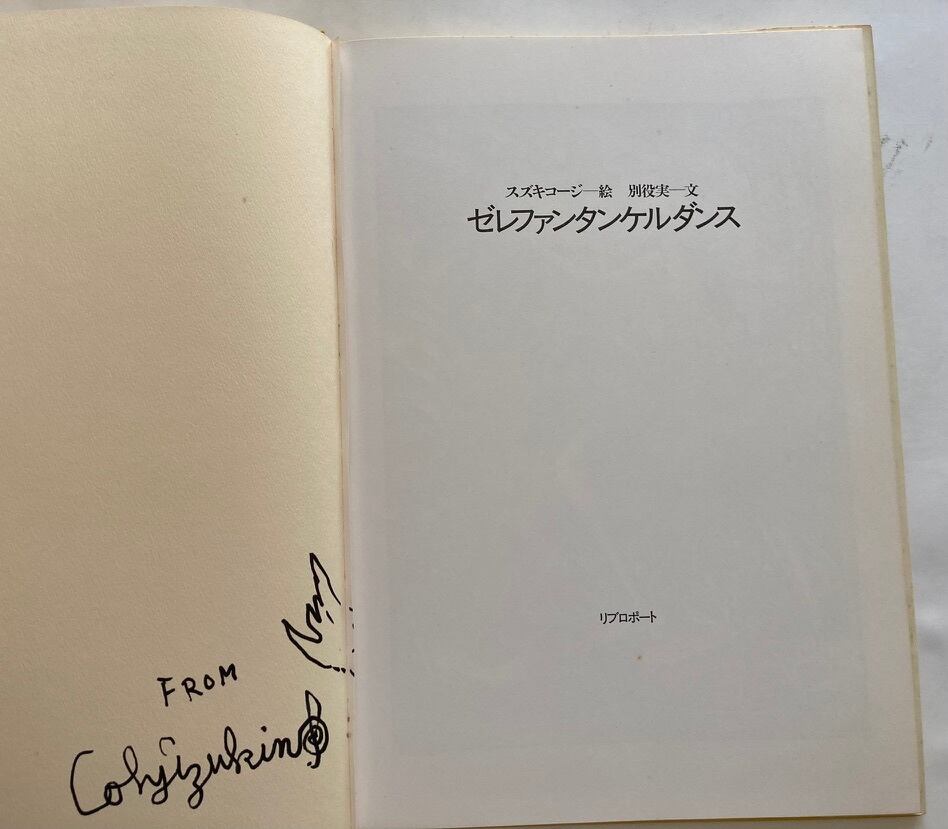 FROM
Cohjizukin
スズキコージ―絵 別役実―文
ゼレファンタンケルダンス
リブロポート